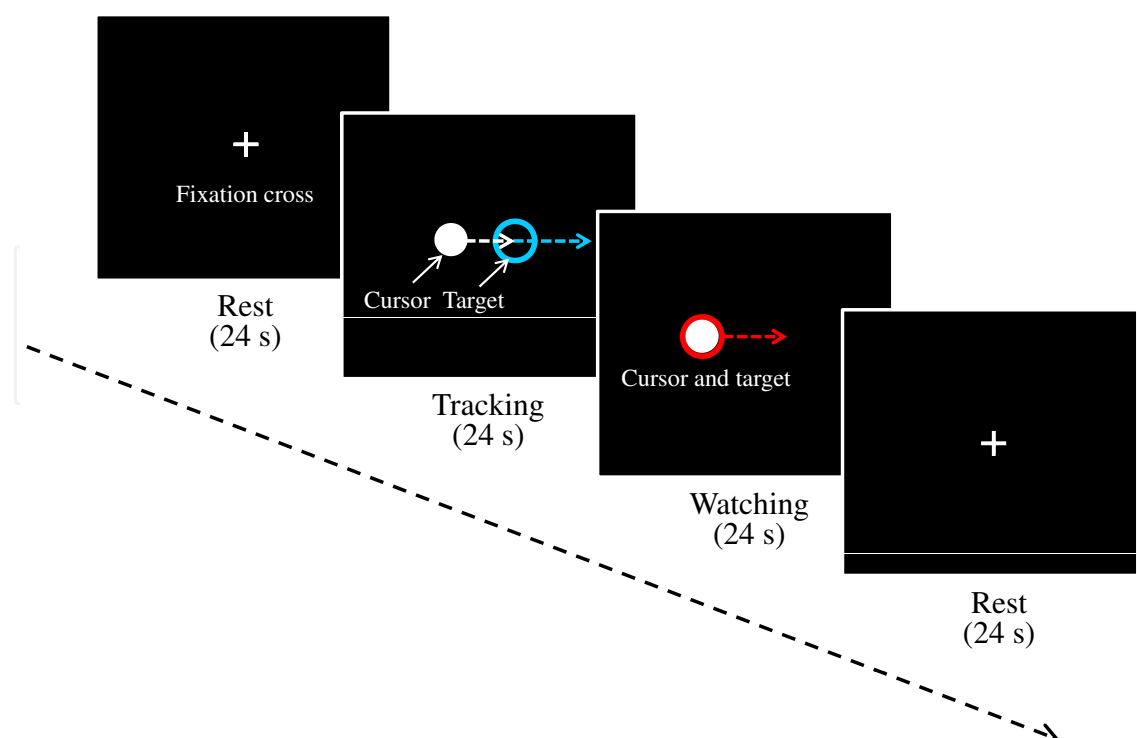 Fixation cross
Rest
(24 s)
Cursor
Target
Tracking
(24 s)
Cursor and target
Watching
(24 s)
Rest
(24 s)